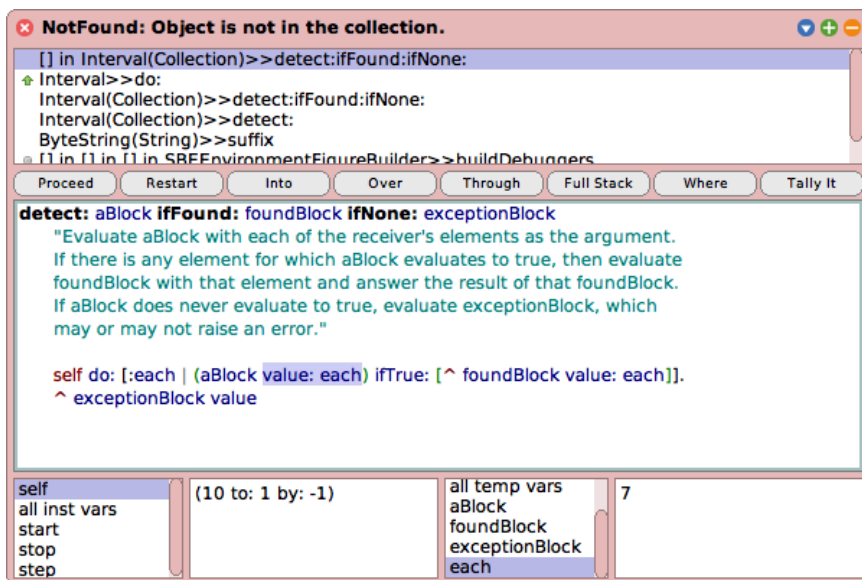 NotFound: Object is not in the collection.
[] in Interval(Collection)>>detect:ifFound:ifNone:
Interval>>do:
Interval(Collection)>>detect:ifFound:ifNone:
Interval(Collection)>>detect:
ByteString(String)>>suffix
[] in [] in [] in SBEEnvironmentFigureBuilder>>buildDebuggers
Proceed Restart Into Over Through Full Stack Where Tally It
detect: aBlock ifFound: foundBlock ifNone: exceptionBlock
"Evaluate aBlock with each of the receiver's elements as the argument.
If there is any element for which aBlock evaluates to true, then evaluate
foundBlock with that element and answer the result of that foundBlock.
If aBlock does never evaluate to true, evaluate exceptionBlock, which
may or may not raise an error."
self do: [:each | (aBlock value: each) ifTrue: [^ foundBlock value: each]].
^ exceptionBlock value
self
all inst vars
start
stop
step
(10 to: 1 by: -1)
all temp vars
aBlock
foundBlock
exceptionBlock
each
7